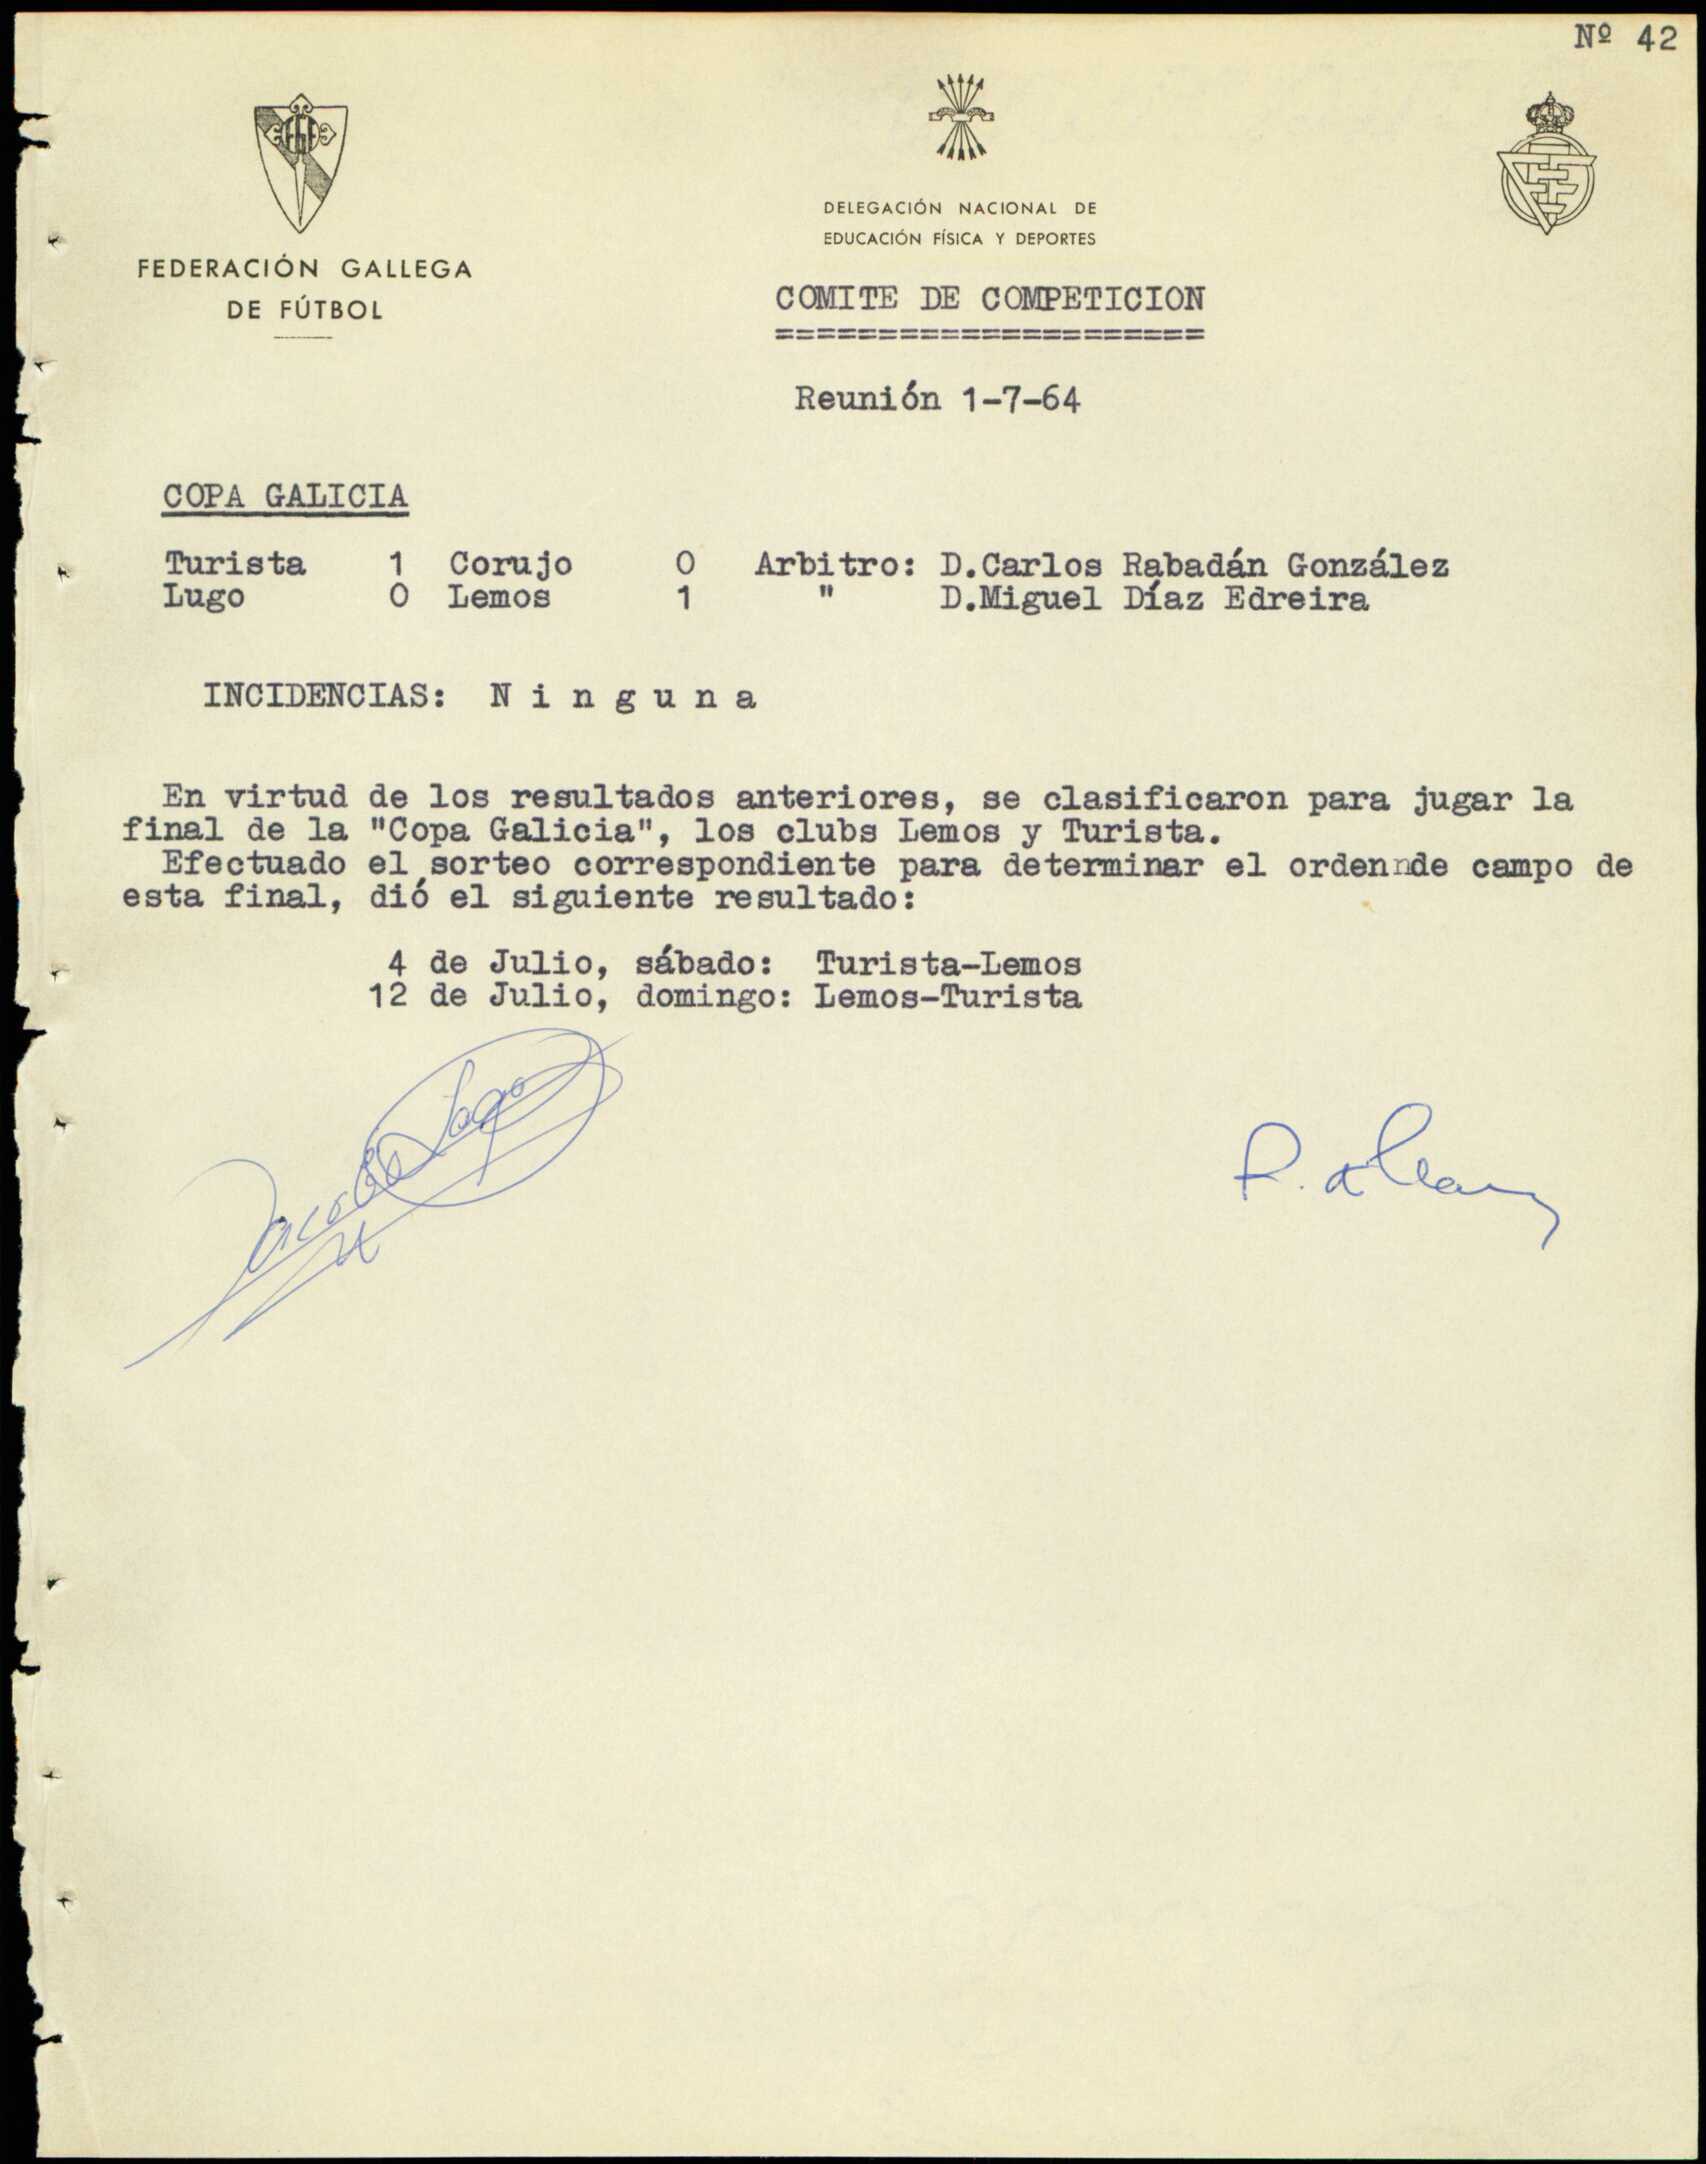 Nº 42
FEDERACIÓN GALLEGA
DE FÚTBOL
DELEGACIÓN NACIONAL DE
EDUCACIÓN FÍSICA Y DEPORTES
COMITE DE COMPETICION
=====================
Reunión 1-7-64
COPA GALICIA
Turista 1 Corujo 0 Arbitro: D.Carlos Rabadán González
Lugo 0 Lemos 1 " D.Miguel Díaz Edreira
INCIDENCIAS: N i n g u n a
En virtud de los resultados anteriores, se clasificaron para jugar la
final de la "Copa Galicia", los clubs Lemos y Turista.
Efectuado el sorteo correspondiente para determinar el ordennde campo de
esta final, dió el siguiente resultado:
4 de Julio, sábado: Turista-Lemos
12 de Julio, domingo: Lemos-Turista